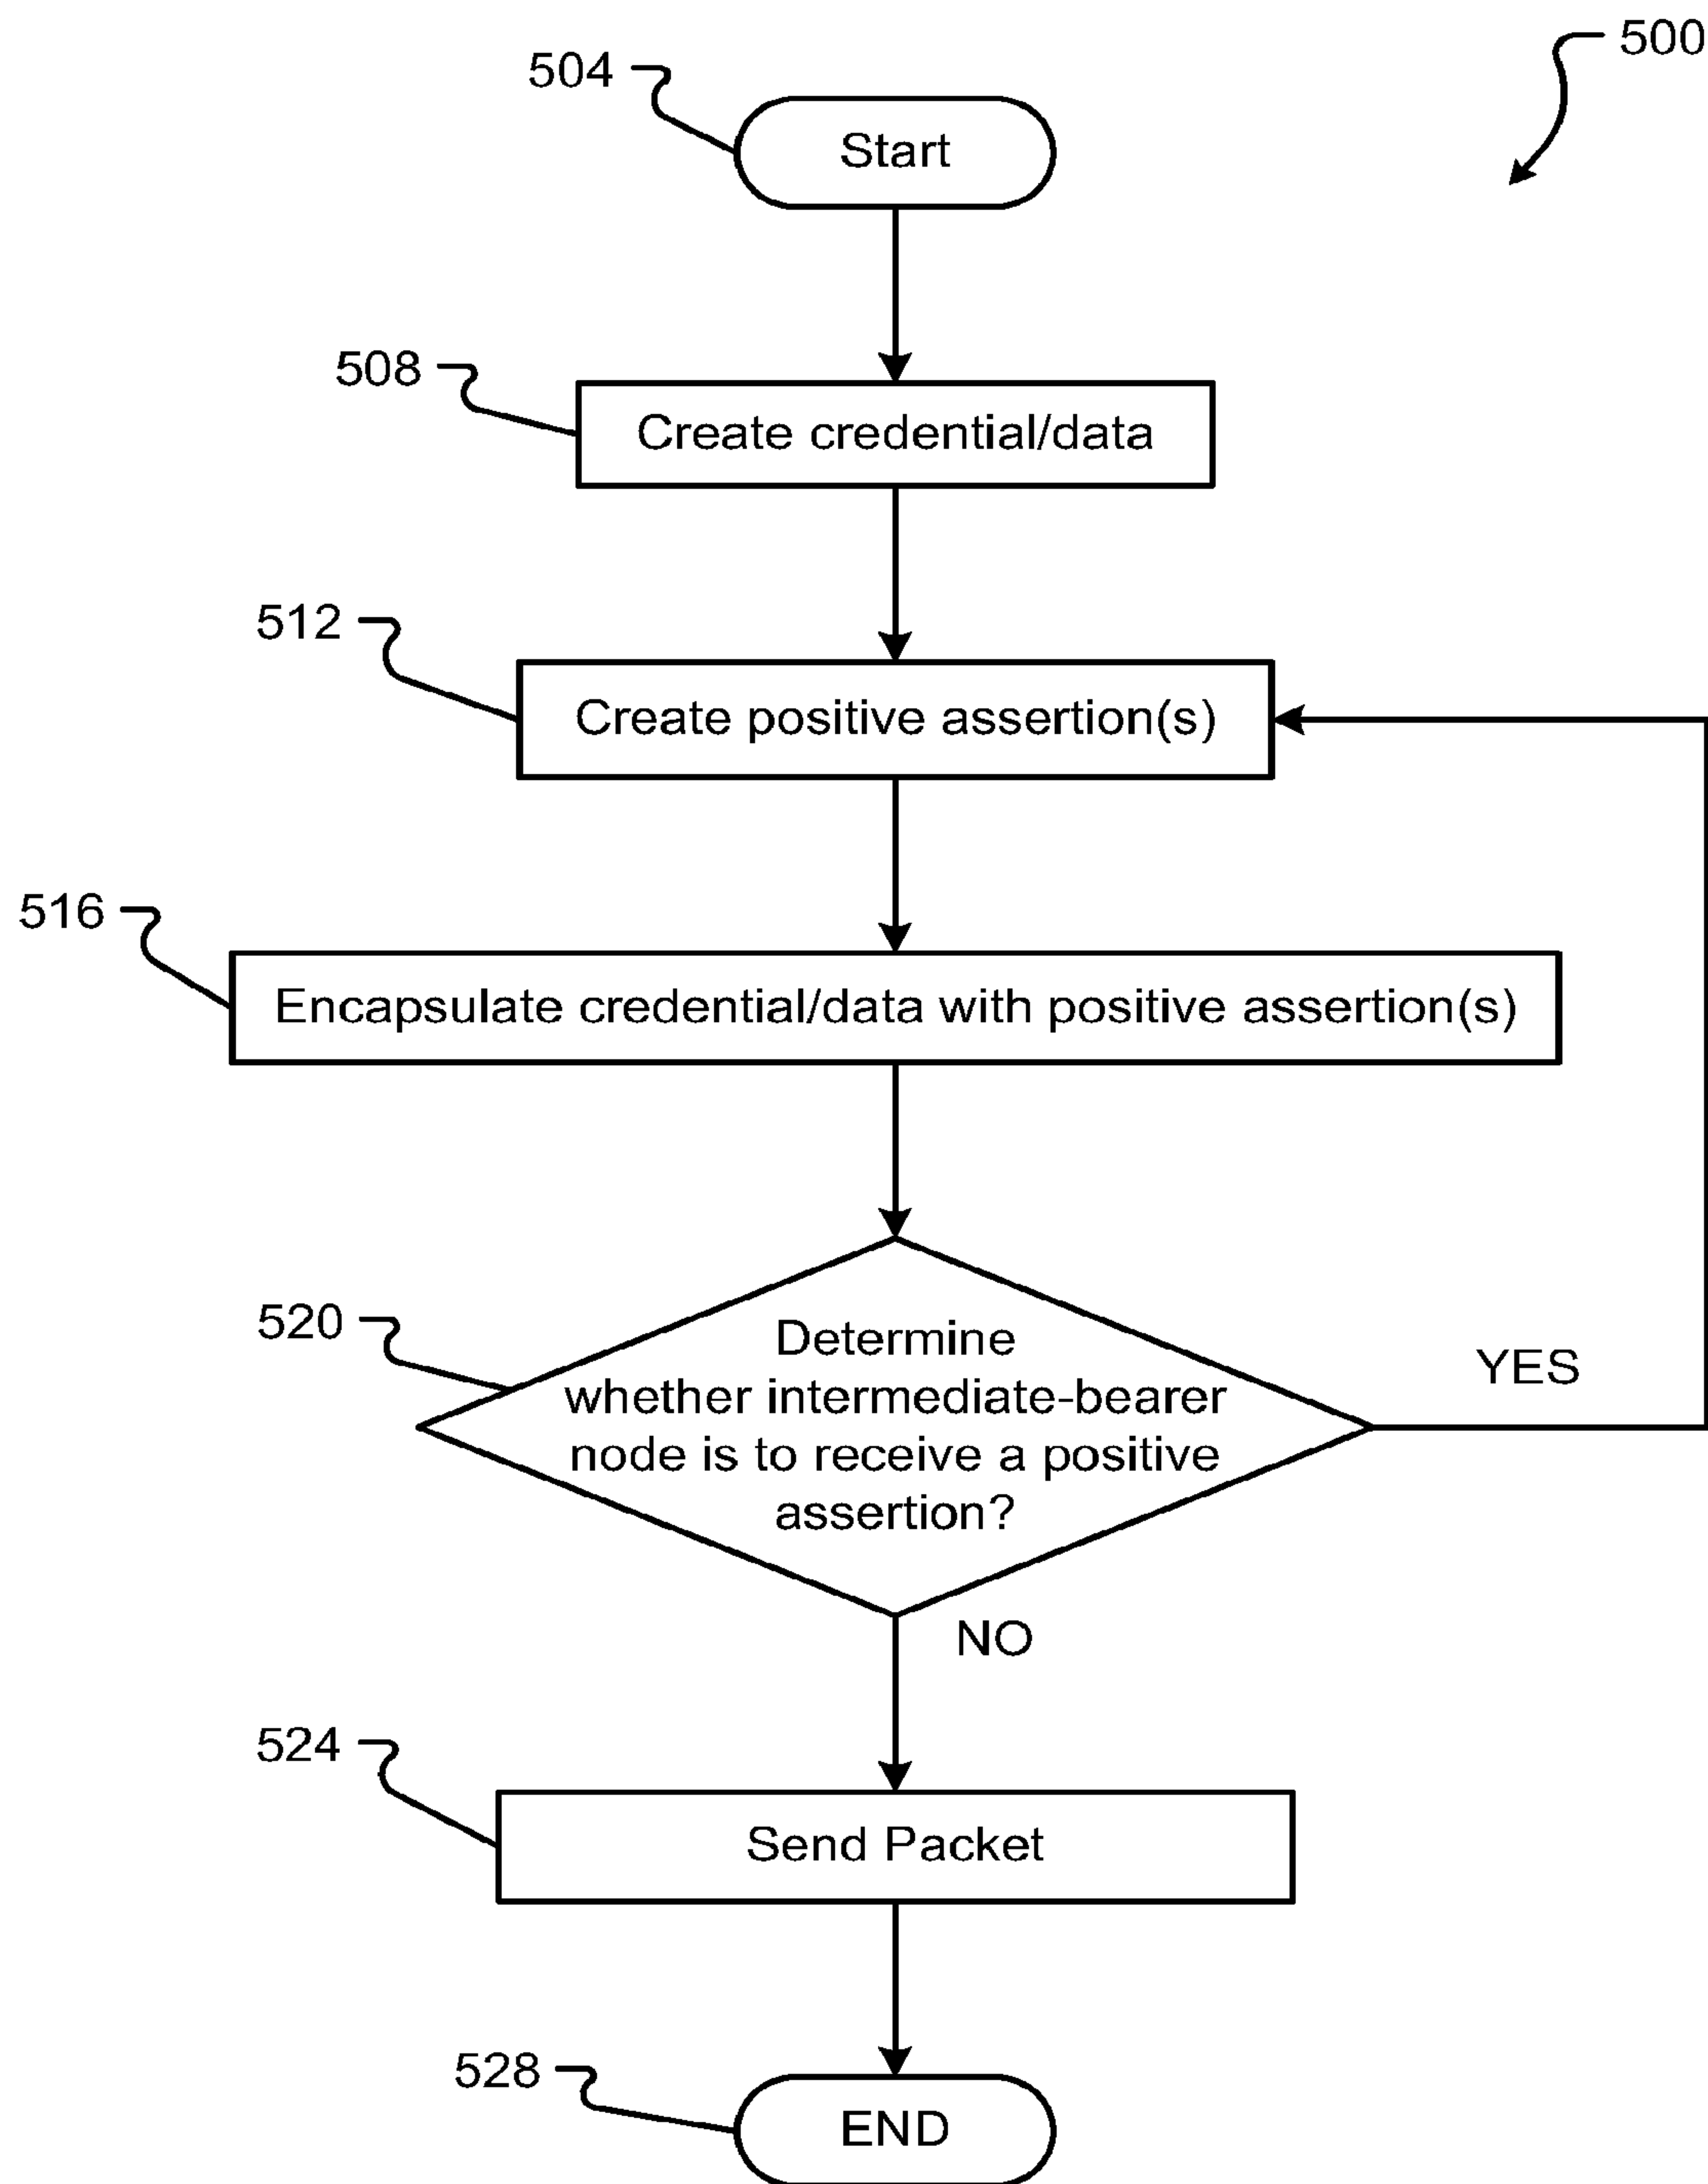 500
504
Start
508
Create credential/data
512
Create positive assertion(s)
516
Encapsulate credential/data with positive assertion(s)
520
Determine
whether intermediate-bearer
node is to receive a positive
assertion?
YES
NO
524
Send Packet
528
END